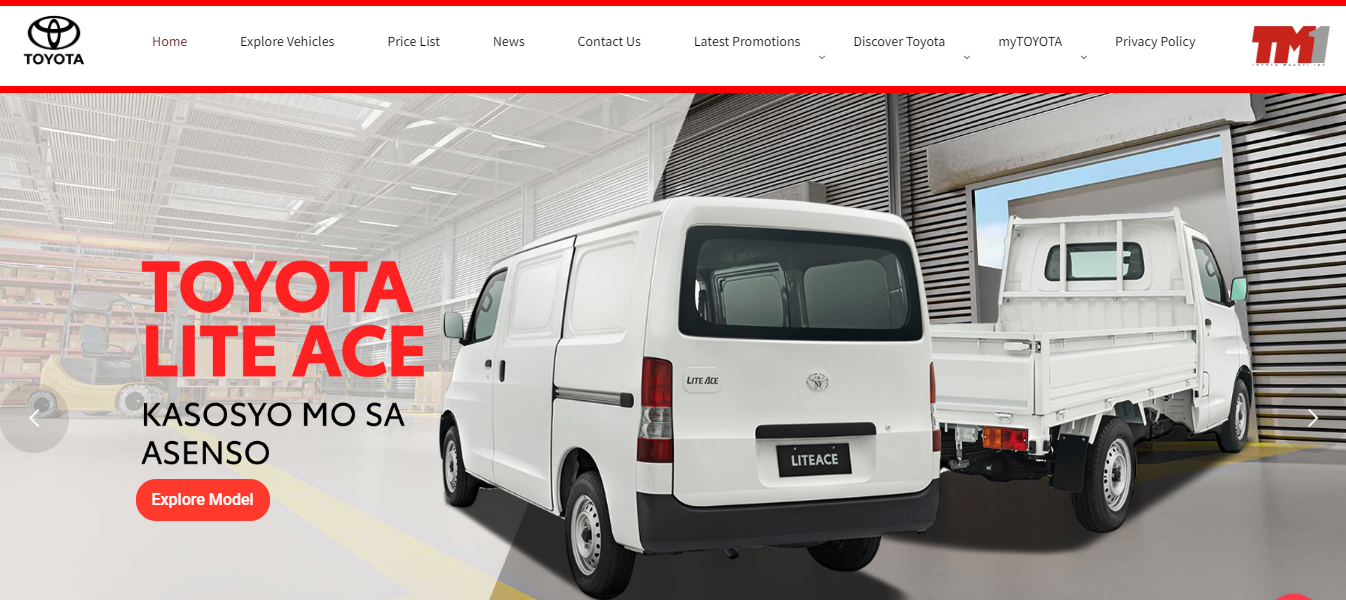 TOYOTA
Home
Explore Vehicles
Price List
News
Contact Us
Latest Promotions
Discover Toyota
myTOYOTA
Privacy Policy
TM1
TOYOTA
LITE ACE
KASOSYO MO SA
ASENSO
Explore Model
LITE ACE
LITEACE